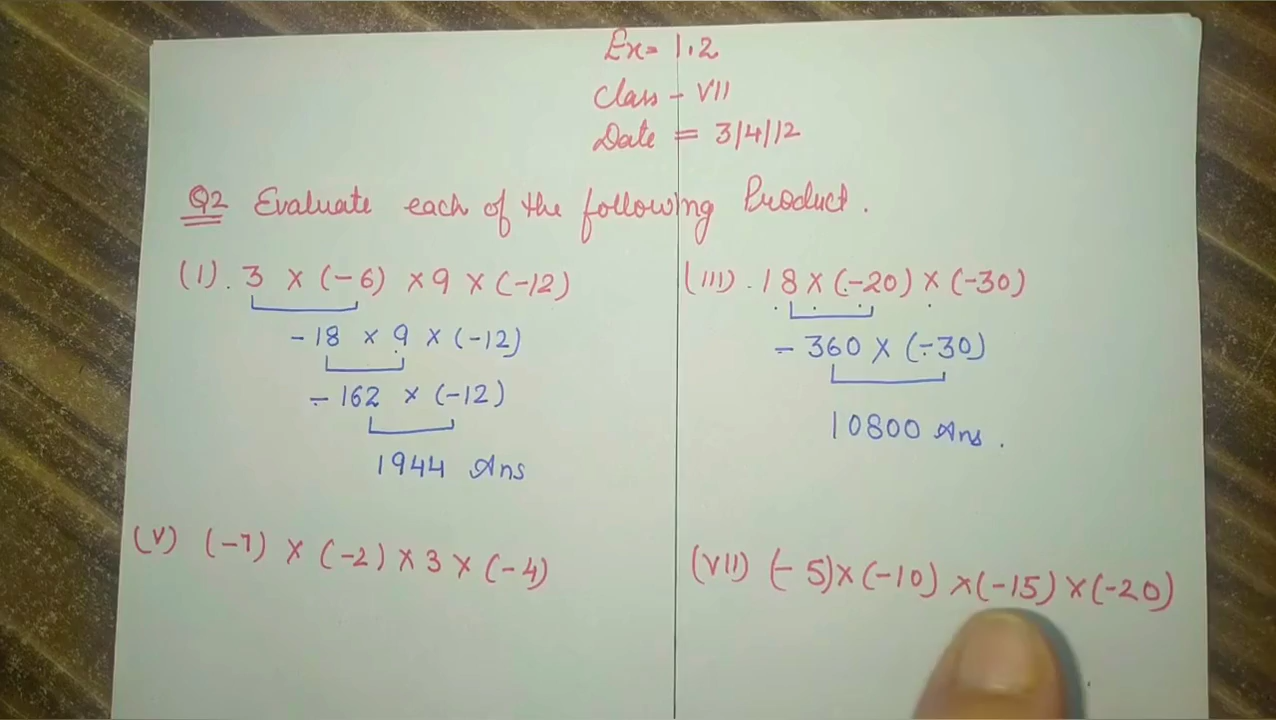 Ex= 1.2
Class - VII
Date = 3/4/12
Q2 Evaluate each of the following Product.
(I). 3 × (-6) × 9 × (-12)
-18 × 9 × (-12)
-162 × (-12)
1944 Ans
(III). 18 × (-20) × (-30)
-360 × (-30)
10800 Ans.
(V) (-7) × (-2) × 3 × (-4)
(VII) (-5) × (-10) × (-15) × (-20)